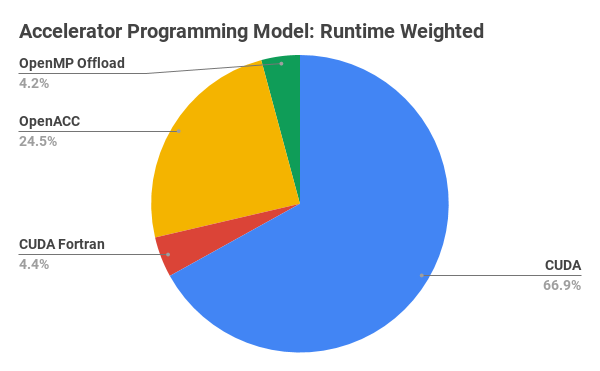 Accelerator Programming Model: Runtime Weighted
OpenMP Offload
4.2%
OpenACC
24.5%
CUDA Fortran
4.4%
CUDA
66.9%